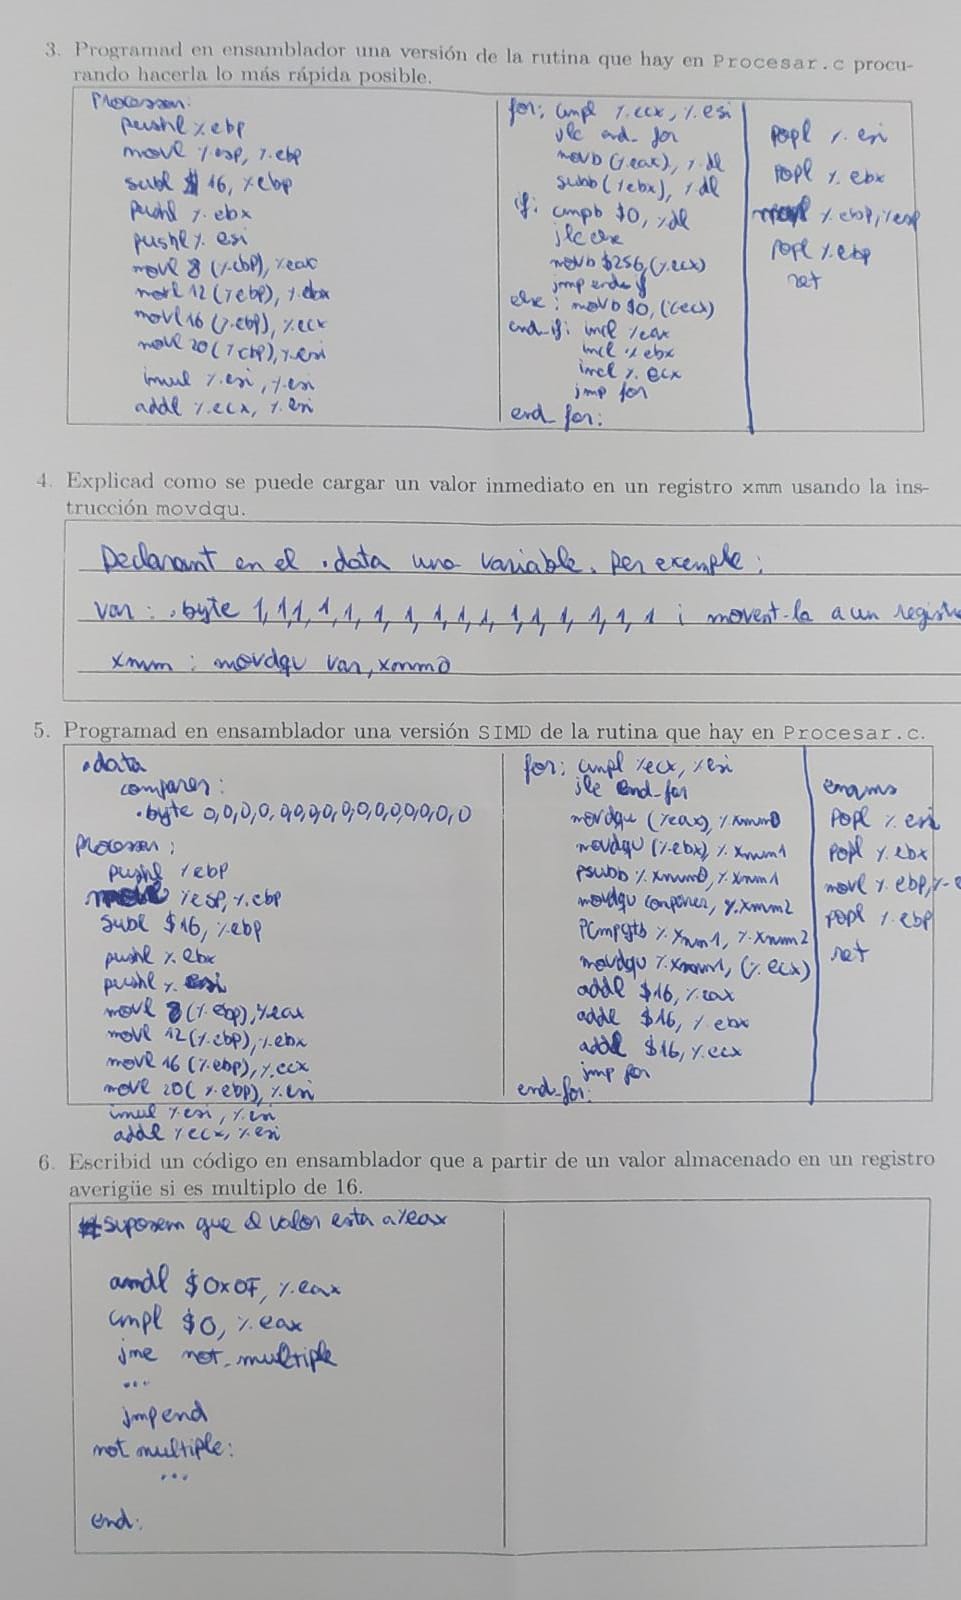 3. Programad en ensamblador una versión de la rutina que hay en Procesar.c procu-
rando hacerla lo más rápida posible.
Procesar:
pushl %ebp
movl %esp, %ebp
subl $16, %ebp
pushl %ebx
pushl %esi
movl 8(%ebp), %eax
movl 12(%ebp), %ebx
movl 16(%ebp), %ecx
movl 20(%ebp), %esi
imul %esi, %esi
addl %ecx, %esi
for: cmpl %ecx, %esi
jle end_for
movb (%eax), %dl
subb (%ebx), %dl
if: cmpb $0, %dl
jle else
movb $256, (%ecx)
jmp end_if
else: movb $0, (%ecx)
end_if: incl %eax
incl %ebx
incl %ecx
jmp for
end_for:
popl %esi
popl %ebx
movl %ebp, %esp
popl %ebp
ret
4. Explicad como se puede cargar un valor inmediato en un registro xmm usando la ins-
trucción movdqu.
Declarant en el .data una variable. Per exemple:
var: .byte 1,1,1,1,1,1,1,1,1,1,1,1,1,1,1,1 i movent-la a un registre
xmm: movdqu var, xmm0
5. Programad en ensamblador una versión SIMD de la rutina que hay en Procesar.c.
.data
comparer:
.byte 0,0,0,0,0,0,0,0,0,0,0,0,0,0,0,0
Procesar:
pushl %ebp
movl %esp, %ebp
subl $16, %ebp
pushl %ebx
pushl %esi
movl 8(%ebp), %eax
movl 12(%ebp), %ebx
movl 16(%ebp), %ecx
movl 20(%ebp), %esi
imul %esi, %esi
addl %ecx, %esi
for: cmpl %ecx, %esi
jle end_for
movdqu (%eax), %xmm0
movdqu (%ebx), %xmm1
psubb %xmm0, %xmm1
movdqu comparer, %xmm2
pcmpgtb %xmm1, %xmm2
movdqu %xmm1, (%ecx)
addl $16, %eax
addl $16, %ebx
addl $16, %ecx
jmp for
end_for:
emms
popl %esi
popl %ebx
movl %ebp, %e
popl %ebp
ret
6. Escribid un código en ensamblador que a partir de un valor almacenado en un registro
averigüe si es multiplo de 16.
# suposem que el valor esta a %eax
andl $0x0F, %eax
cmpl $0, %eax
jne not_multiple
...
jmp end
not multiple:
...
end: